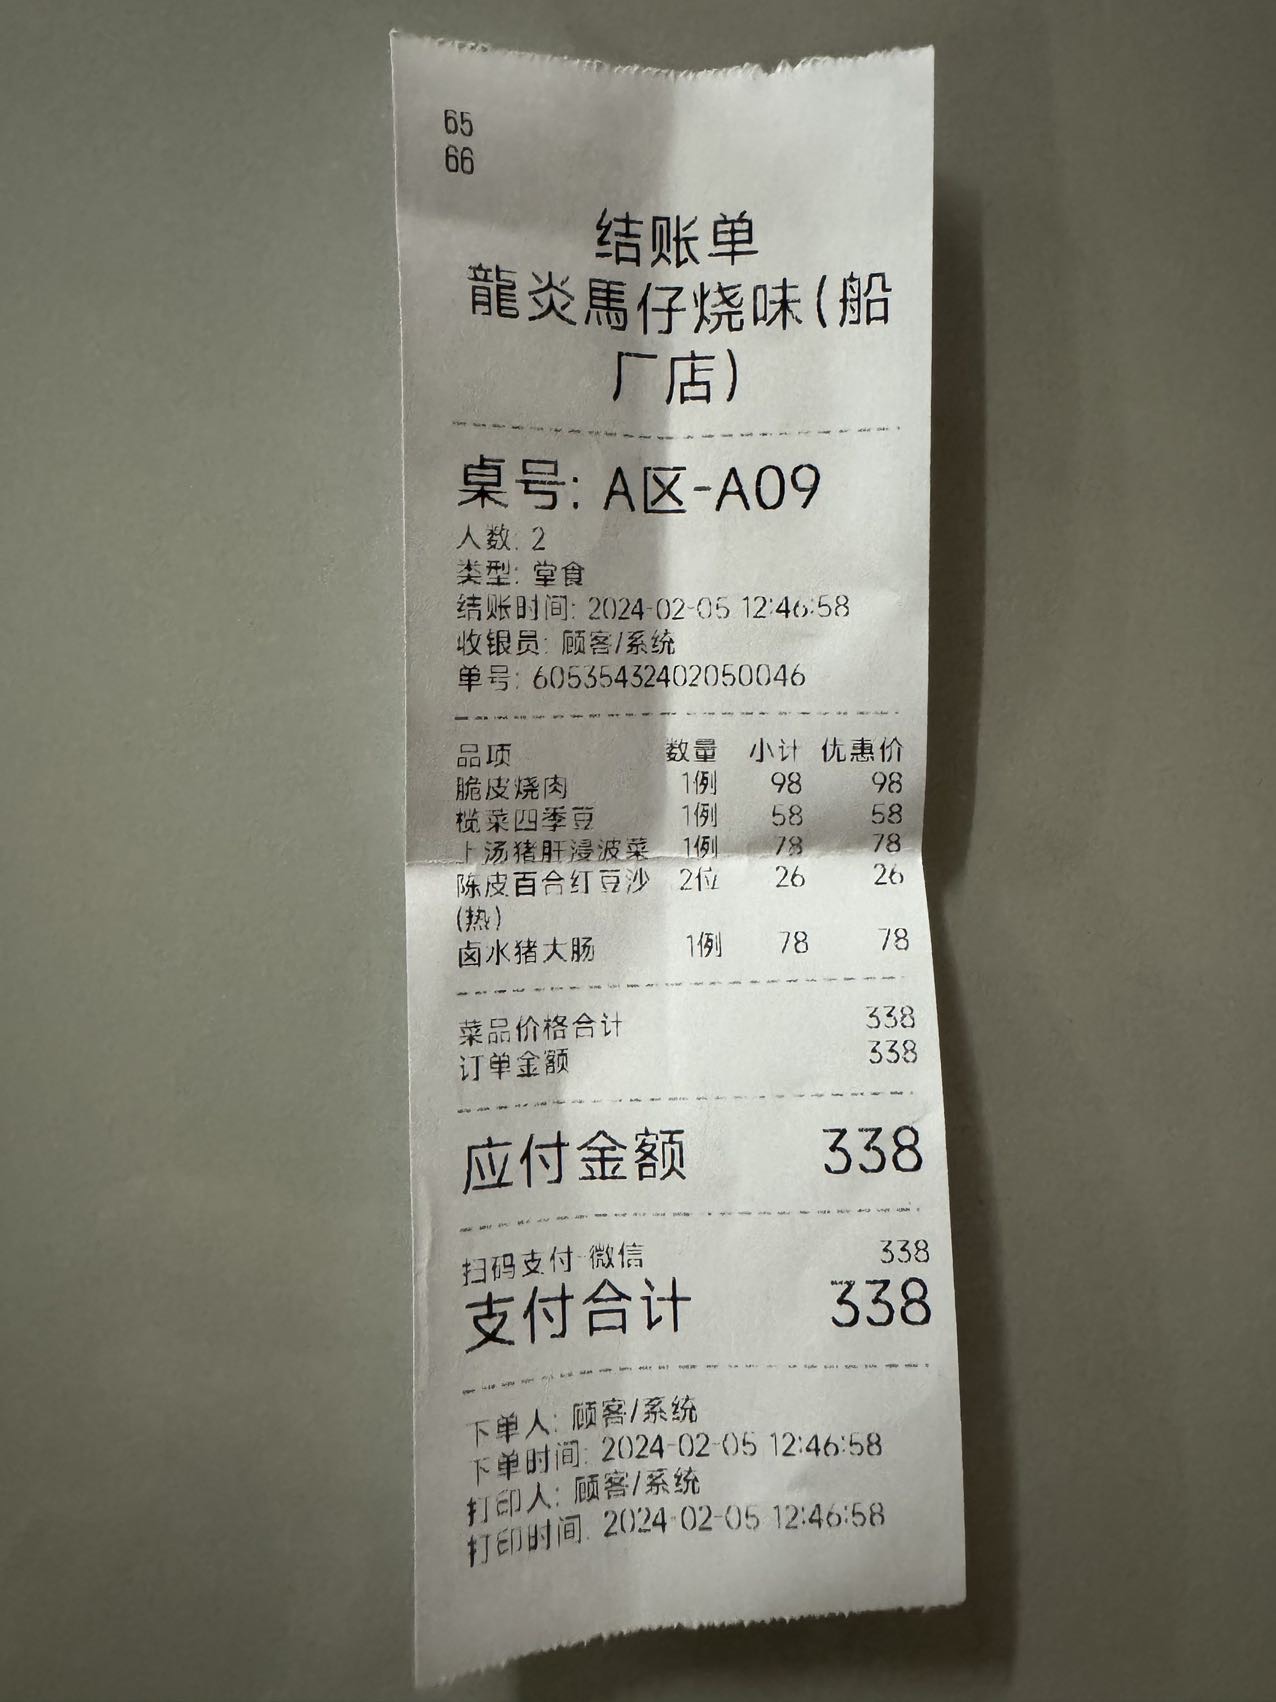 65
66
结账单
龍炎馬仔烧味(船
厂店)
桌号: A区-A09
人数: 2
类型: 堂食
结账时间: 2024-02-05 12:46:58
收银员: 顾客/系统
单号: 60535432402050046
品项 数量 小计 优惠价
脆皮烧肉 1例 98 98
榄菜四季豆 1例 58 58
上汤猪肝浸波菜 1例 78 78
陈皮百合红豆沙 2位 26 26
(热)
卤水猪大肠 1例 78 78
菜品价格合计 338
订单金额 338
应付金额 338
扫码支付-微信 338
支付合计 338
下单人: 顾客/系统
下单时间: 2024-02-05 12:46:58
打印人: 顾客/系统
打印时间: 2024-02-05 12:46:58